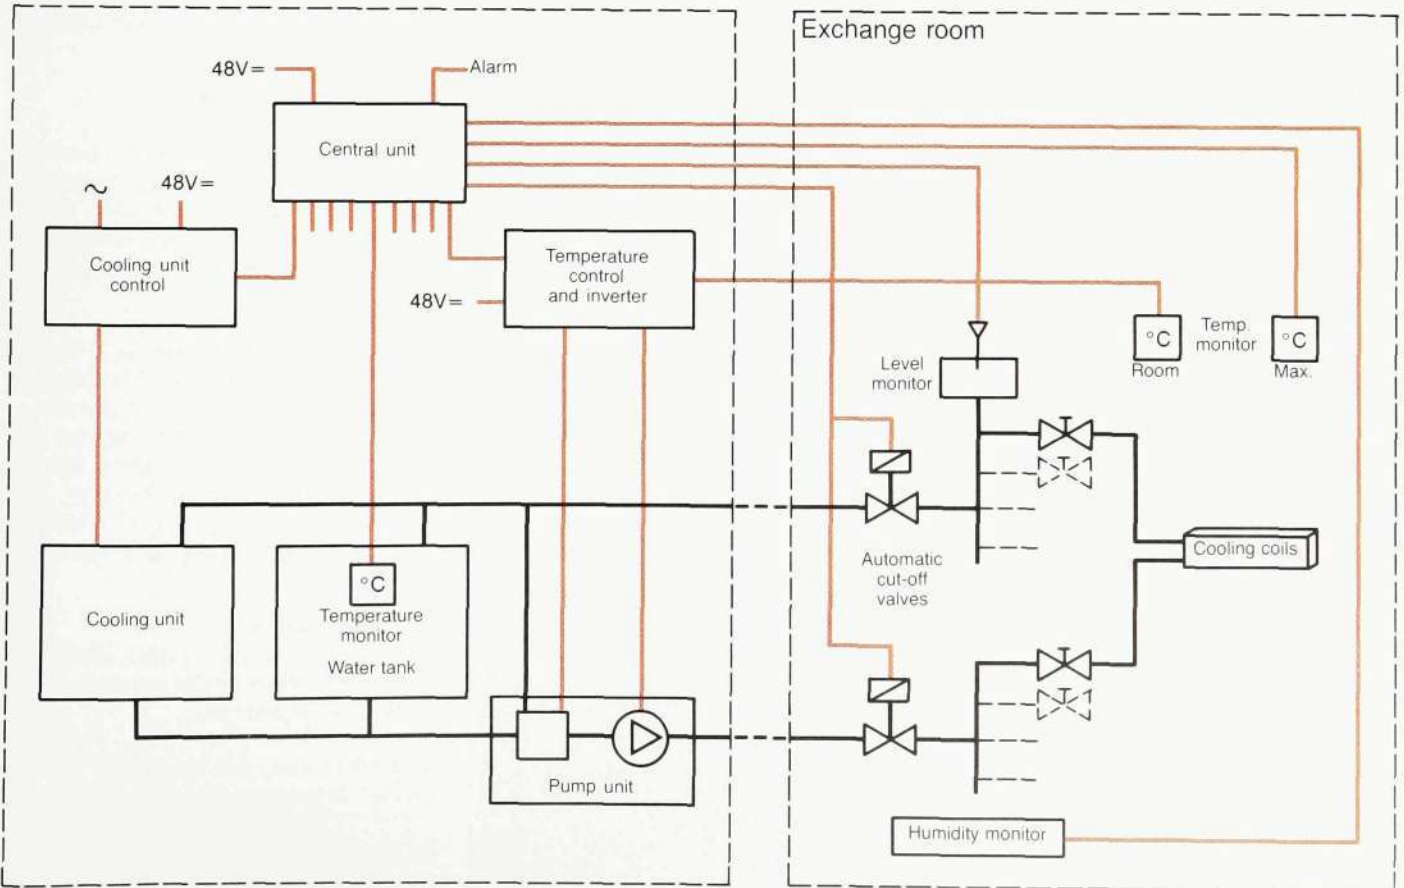 Exchange room
48V=
Alarm
Central unit
~
48V=
Cooling unit
control
Temperature
control
and inverter
48V=
°C
Room
Temp.
monitor
°C
Max.
Level
monitor
Automatic
cut-off
valves
Cooling coils
Cooling unit
°C
Temperature
monitor
Water tank
Pump unit
Humidity monitor